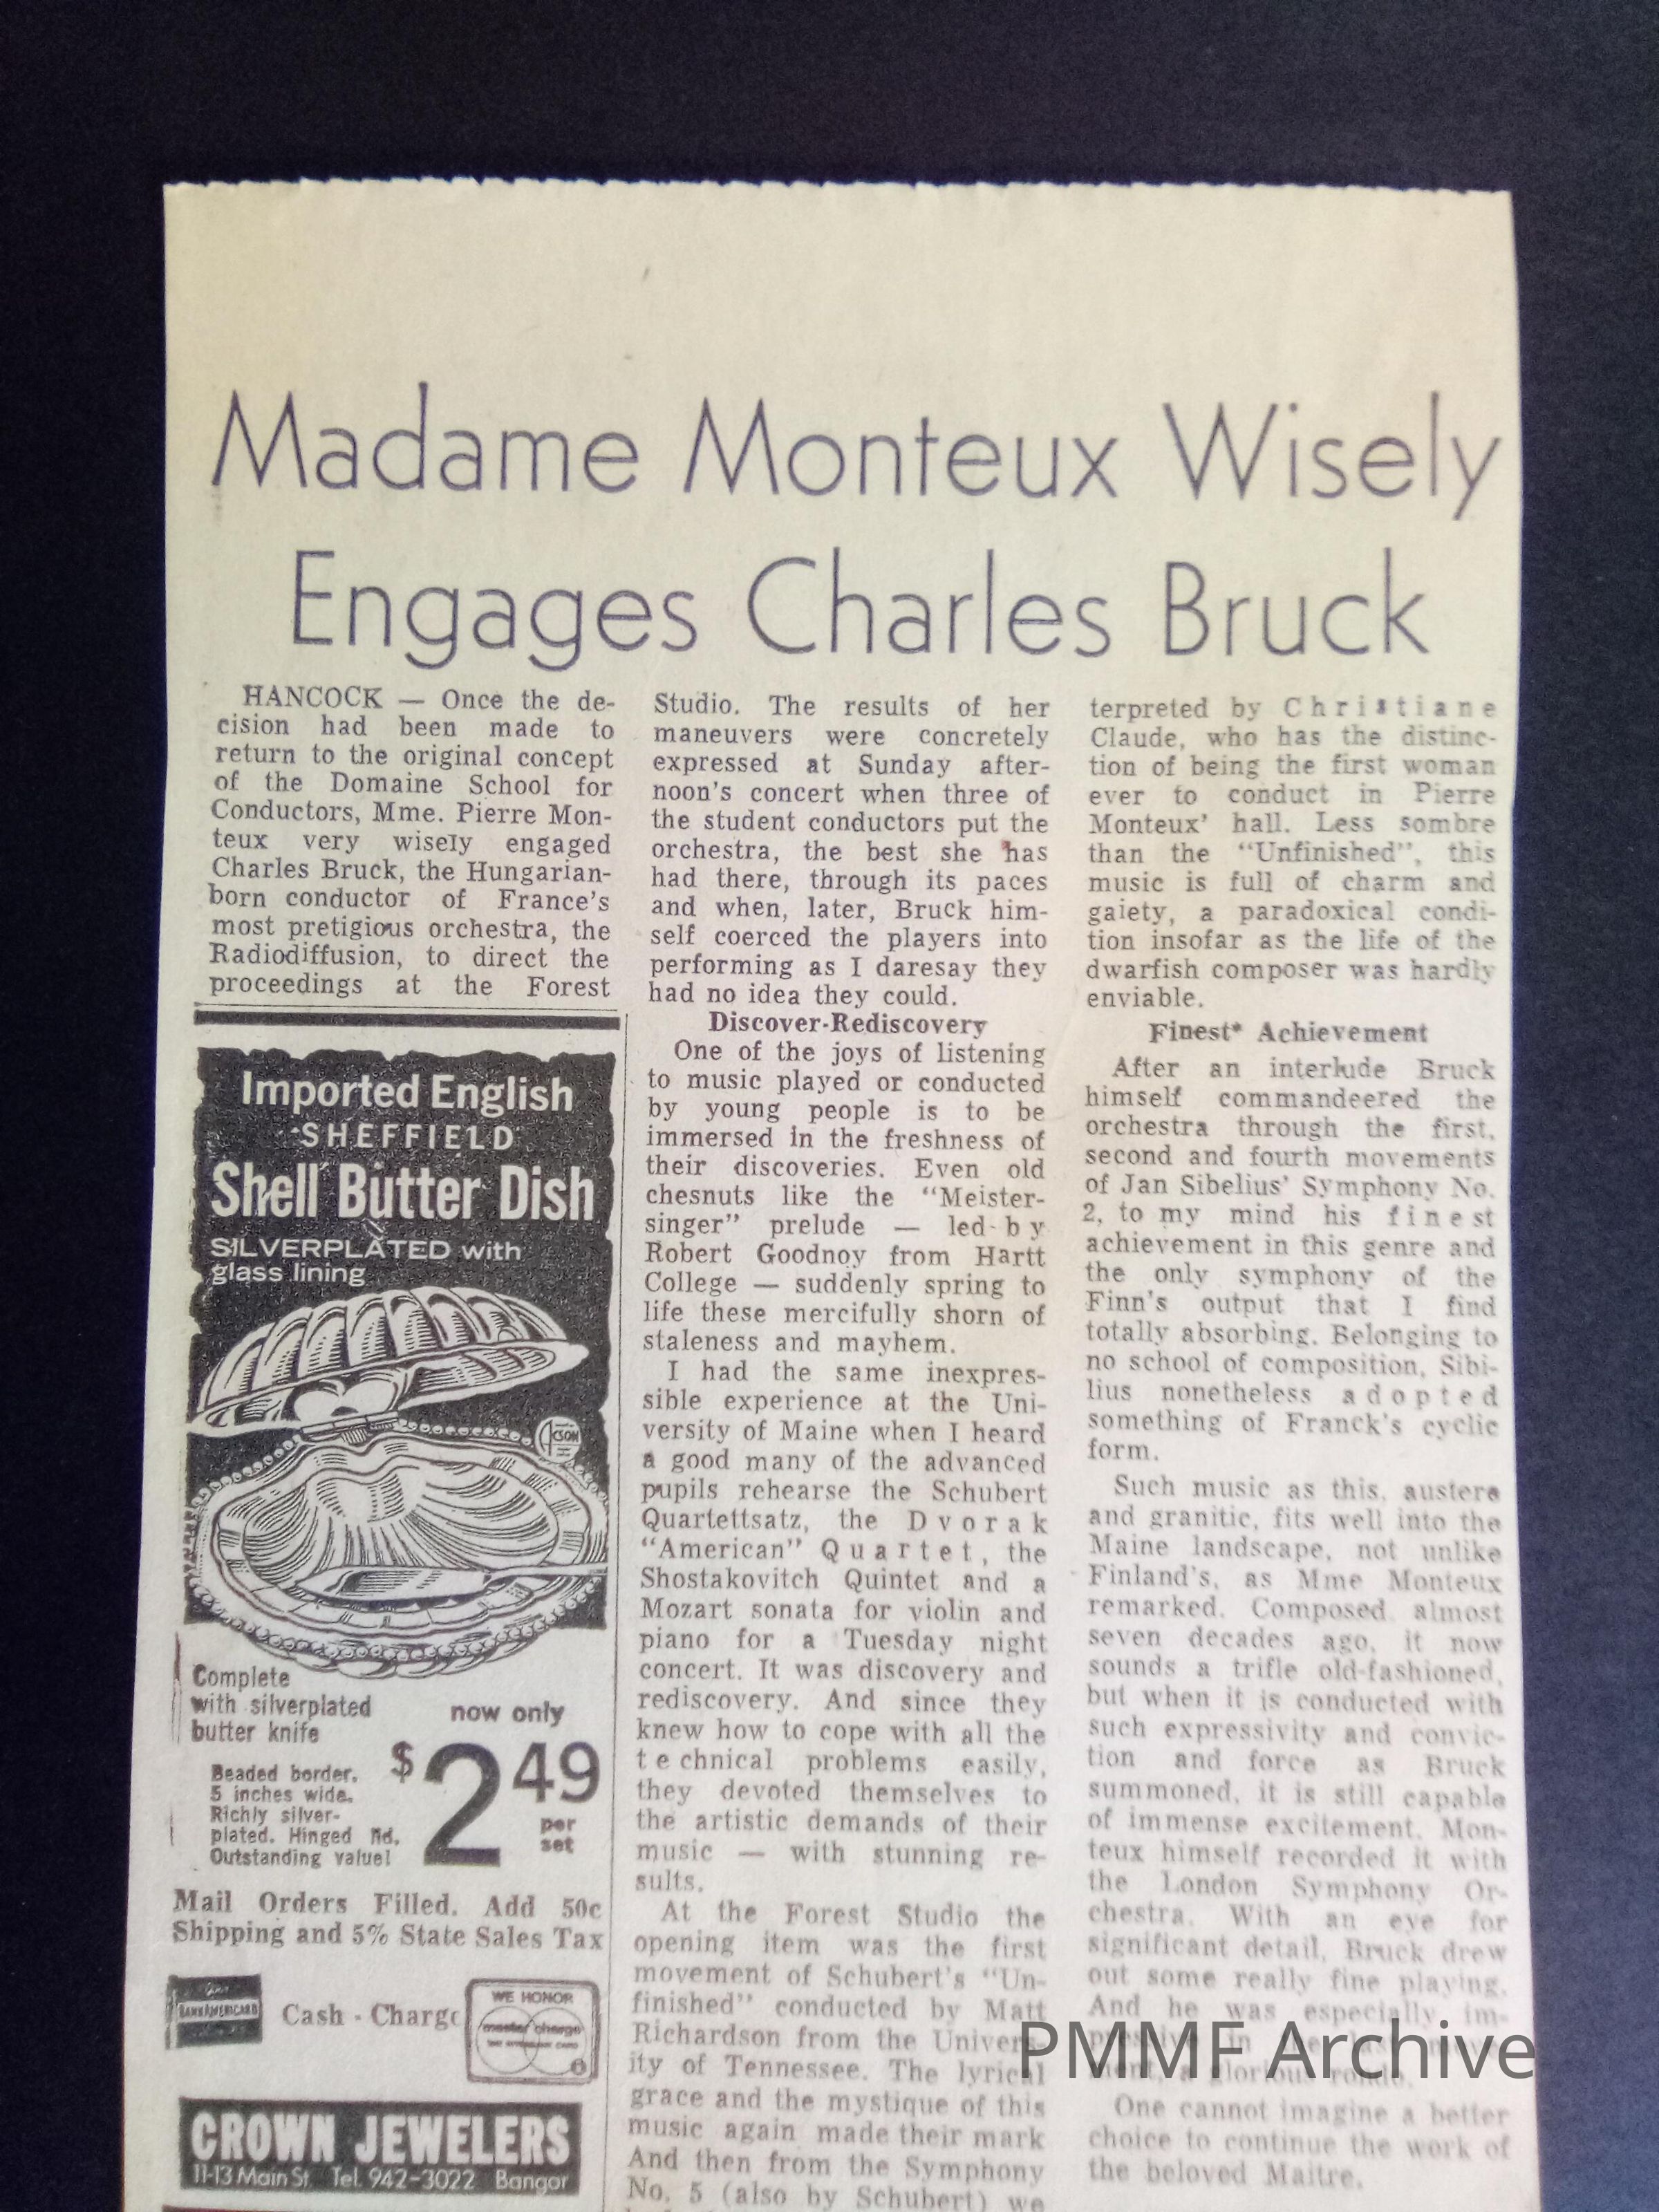 Madame Monteux Wisely
Engages Charles Bruck
HANCOCK — Once the de-
cision had been made to
return to the original concept
of the Domaine School for
Conductors, Mme. Pierre Mon-
teux very wisely engaged
Charles Bruck, the Hungarian-
born conductor of France's
most pretigious orchestra, the
Radiodiffusion, to direct the
proceedings at the Forest
Imported English
SHEFFIELD
Shell Butter Dish
SILVERPLATED with
glass lining
Complete
with silverplated
butter knife
now only
$2 49
per
set
Beaded border.
5 inches wide.
Richly silver-
plated. Hinged lid.
Outstanding value!
Mail Orders Filled. Add 50c
Shipping and 5% State Sales Tax
BANKAMERICARD
Cash - Charge
WE HONOR
master charge
CROWN JEWELERS
11-13 Main St. Tel. 942-3022 Bangor
Studio. The results of her
maneuvers were concretely
expressed at Sunday after-
noon's concert when three of
the student conductors put the
orchestra, the best she has
had there, through its paces
and when, later, Bruck him-
self coerced the players into
performing as I daresay they
had no idea they could.
Discover-Rediscovery
One of the joys of listening
to music played or conducted
by young people is to be
immersed in the freshness of
their discoveries. Even old
chesnuts like the "Meister-
singer" prelude — led-by
Robert Goodnoy from Hartt
College — suddenly spring to
life these mercifully shorn of
staleness and mayhem.
I had the same inexpres-
sible experience at the Uni-
versity of Maine when I heard
a good many of the advanced
pupils rehearse the Schubert
Quartettsatz, the Dvorak
"American" Quartet, the
Shostakovitch Quintet and a
Mozart sonata for violin and
piano for a Tuesday night
concert. It was discovery and
rediscovery. And since they
knew how to cope with all the
te chnical problems easily,
they devoted themselves to
the artistic demands of their
music — with stunning re-
sults.
At the Forest Studio the
opening item was the first
movement of Schubert's "Un-
finished" conducted by Matt
Richardson from the Univers-
ity of Tennessee. The lyrical
grace and the mystique of this
music again made their mark
And then from the Symphony
No. 5 (also by Schubert) we
terpreted by Christiane
Claude, who has the distinc-
tion of being the first woman
ever to conduct in Pierre
Monteux' hall. Less sombre
than the "Unfinished", this
music is full of charm and
gaiety, a paradoxical condi-
tion insofar as the life of the
dwarfish composer was hardly
enviable.
Finest* Achievement
After an interlude Bruck
himself commandeered the
orchestra through the first,
second and fourth movements
of Jan Sibelius' Symphony No.
2, to my mind his finest
achievement in this genre and
the only symphony of the
Finn's output that I find
totally absorbing. Belonging to
no school of composition, Sibi-
lius nonetheless adopted
something of Franck's cyclic
form.
Such music as this, austere
and granitic, fits well into the
Maine landscape, not unlike
Finland's, as Mme Monteux
remarked. Composed almost
seven decades ago, it now
sounds a trifle old-fashioned,
but when it is conducted with
such expressivity and convic-
tion and force as Bruck
summoned, it is still capable
of immense excitement. Mon-
teux himself recorded it with
the London Symphony Or-
chestra. With an eye for
significant detail, Bruck drew
out some really fine playing.
And he was especially im-
a glorious rondo.
One cannot imagine a better
choice to continue the work of
the beloved Maitre.
PMMF Archive